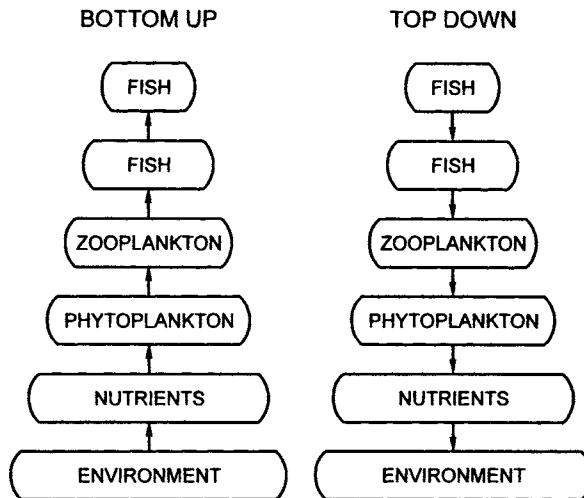 BOTTOM UP
FISH
FISH
ZOOPLANKTON
PHYTOPLANKTON
NUTRIENTS
ENVIRONMENT
TOP DOWN
FISH
FISH
ZOOPLANKTON
PHYTOPLANKTON
NUTRIENTS
ENVIRONMENT